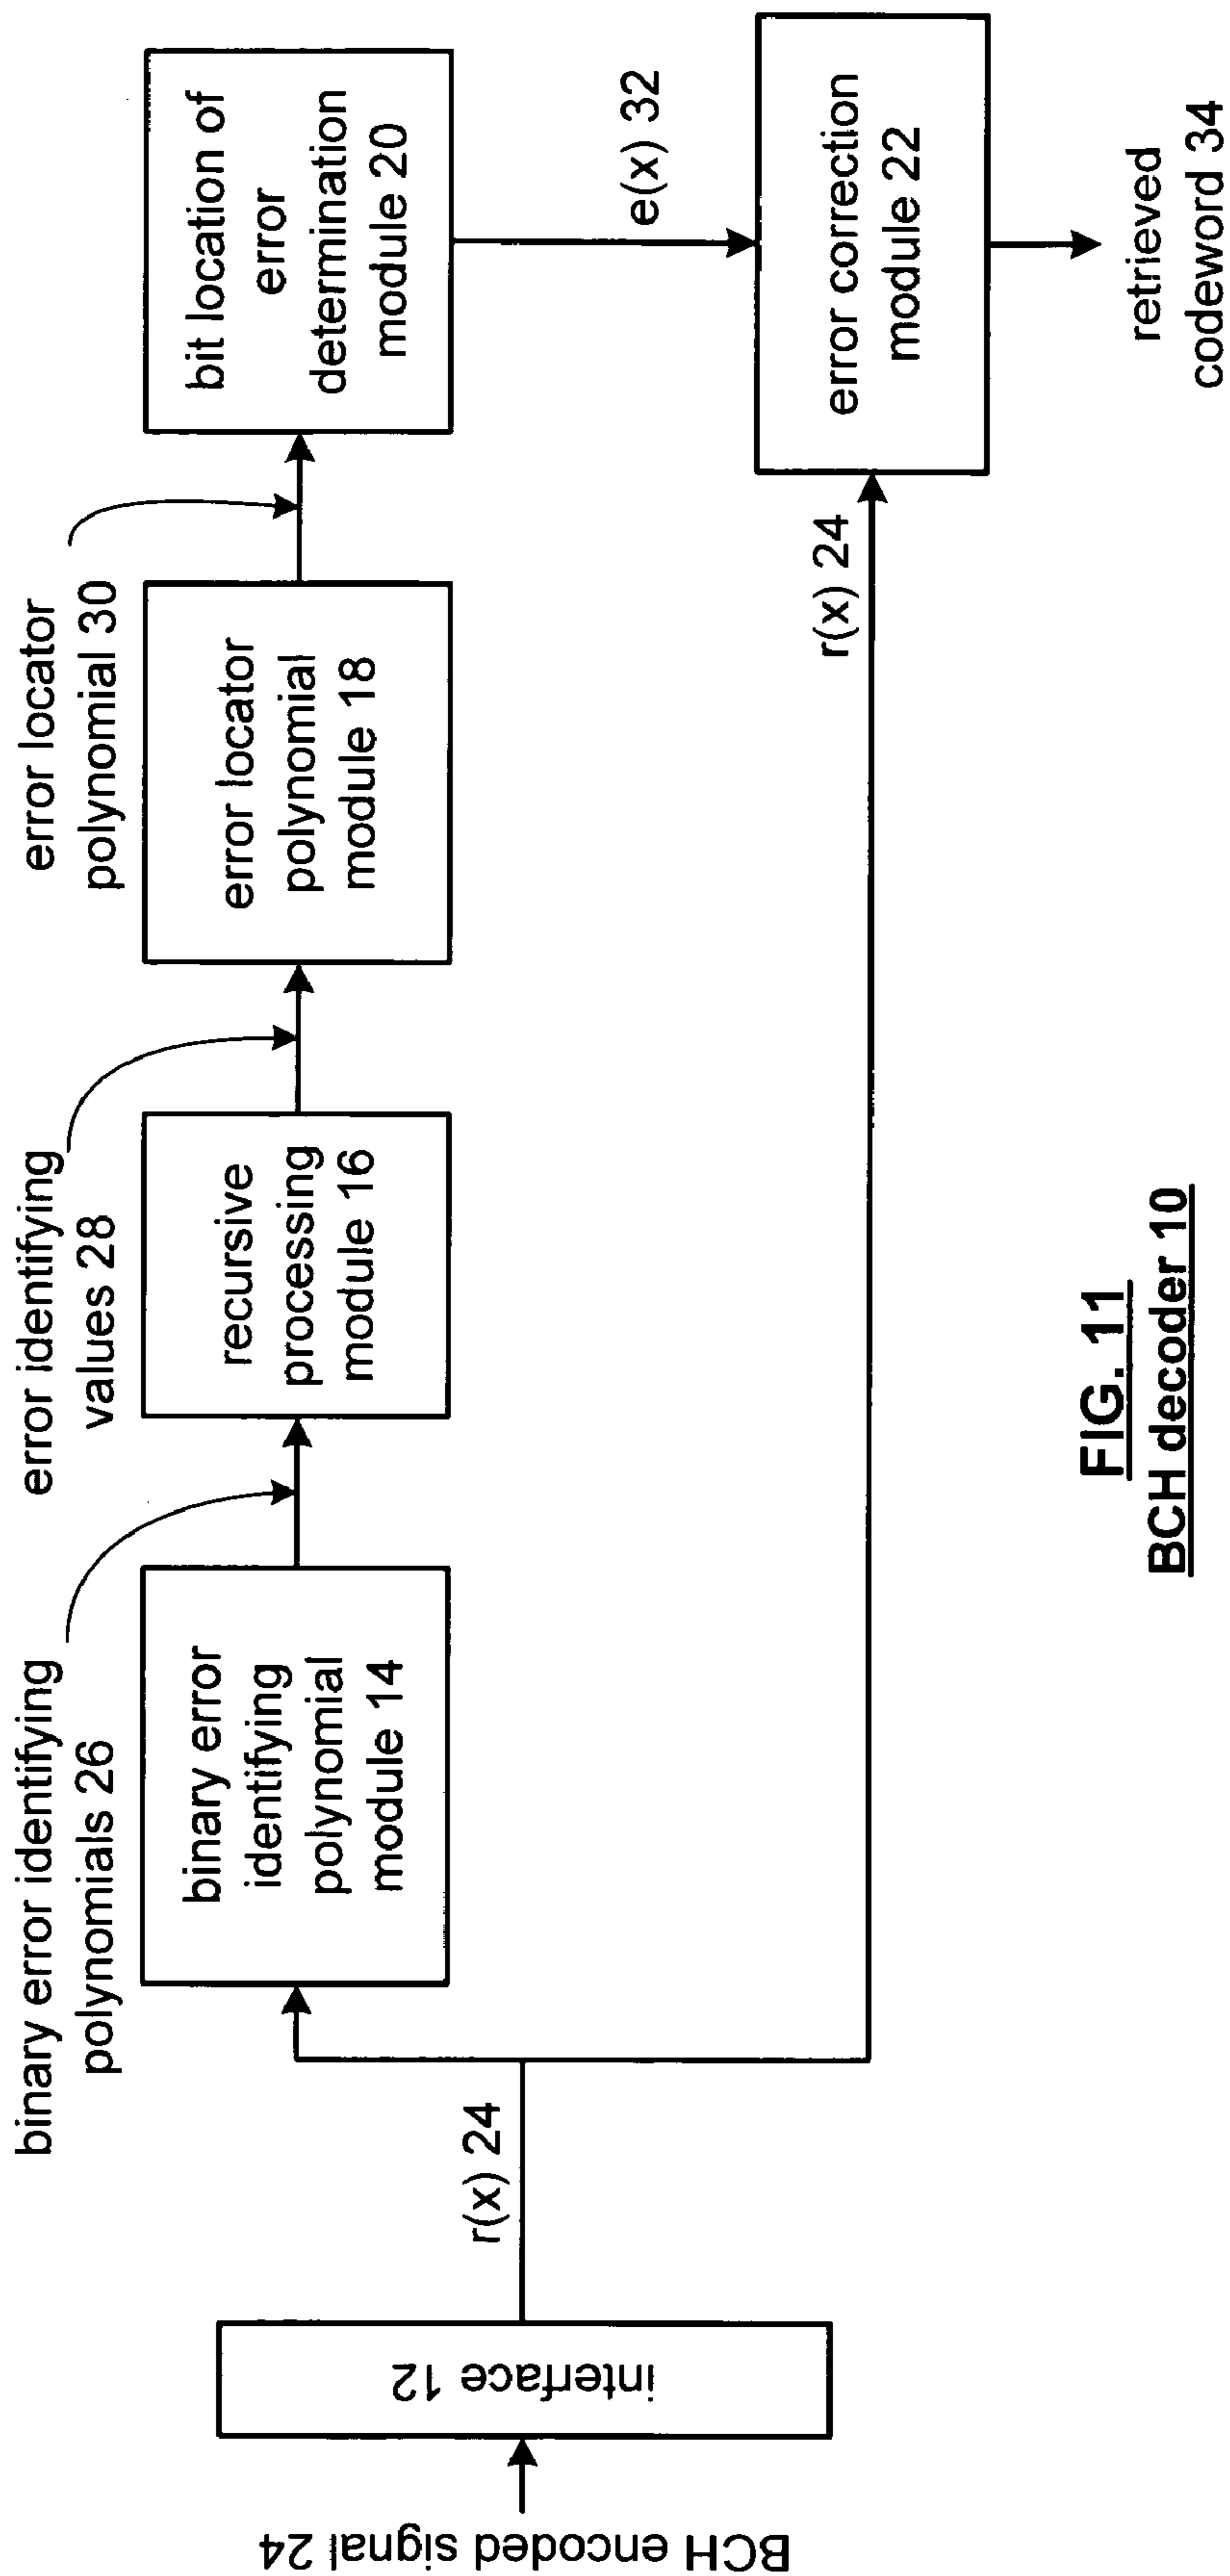 BCH encoded signal 24
interface 12
r(x) 24
binary error identifying
polynomials 26
binary error
identifying
polynomial
module 14
error identifying
values 28
recursive
processing
module 16
error locator
polynomial 30
error locator
polynomial
module 18
bit location of
error
determination
module 20
e(x) 32
r(x) 24
error correction
module 22
retrieved
codeword 34
FIG. 11
BCH decoder 10